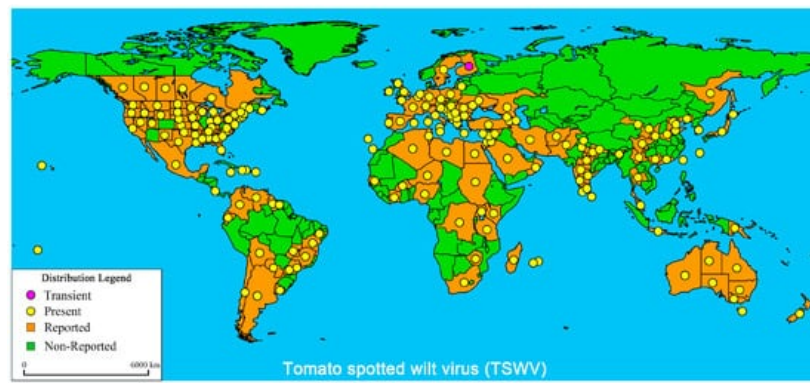 Distribution Legend
Transient
Present
Reported
Non-Reported
0 6000 km
Tomato spotted wilt virus (TSWV)